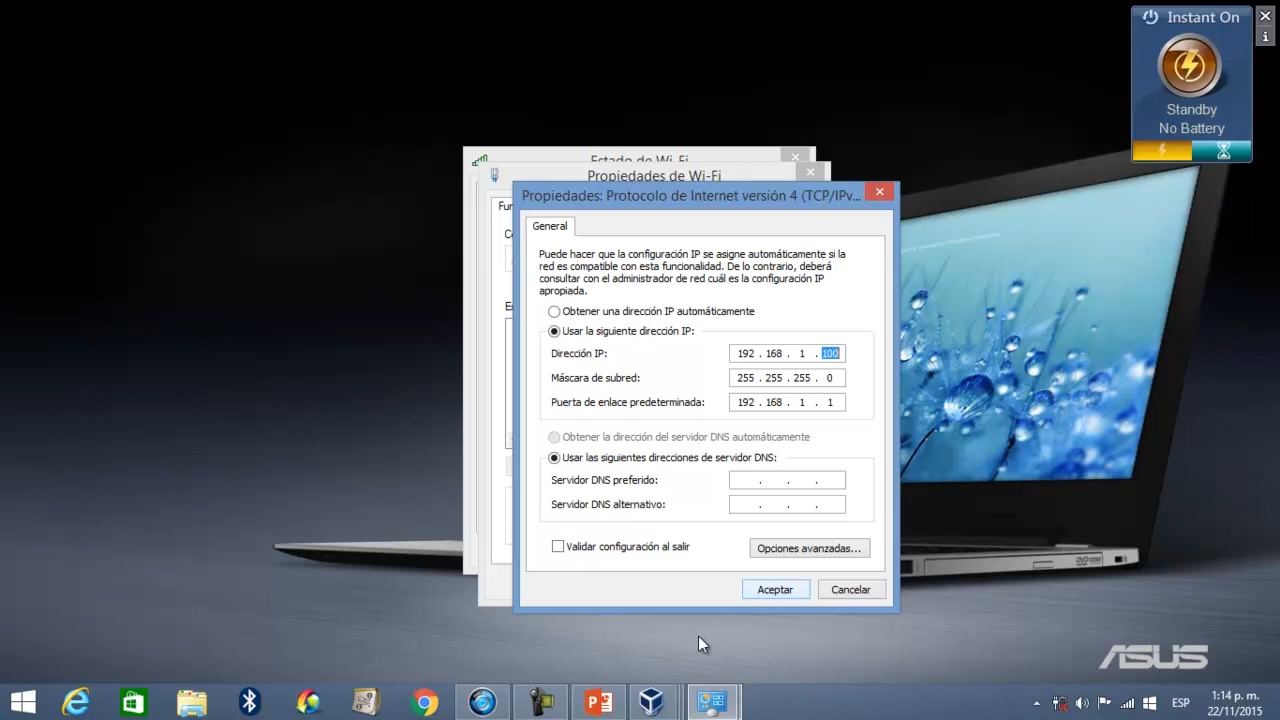 Instant On
Standby
No Battery
Estado de Wi-Fi
Propiedades de Wi-Fi
Propiedades: Protocolo de Internet versión 4 (TCP/IPv...
General
Puede hacer que la configuración IP se asigne automáticamente si la
red es compatible con esta funcionalidad. De lo contrario, deberá
consultar con el administrador de red cuál es la configuración IP
apropiada.
Obtener una dirección IP automáticamente
Usar la siguiente dirección IP:
Dirección IP: 192 . 168 . 1 . 100
Máscara de subred: 255 . 255 . 255 . 0
Puerta de enlace predeterminada: 192 . 168 . 1 . 1
Obtener la dirección del servidor DNS automáticamente
Usar las siguientes direcciones de servidor DNS:
Servidor DNS preferido: . . .
Servidor DNS alternativo: . . .
Validar configuración al salir
Opciones avanzadas...
Aceptar
Cancelar
ASUS
ESP
1:14 p. m.
22/11/2015